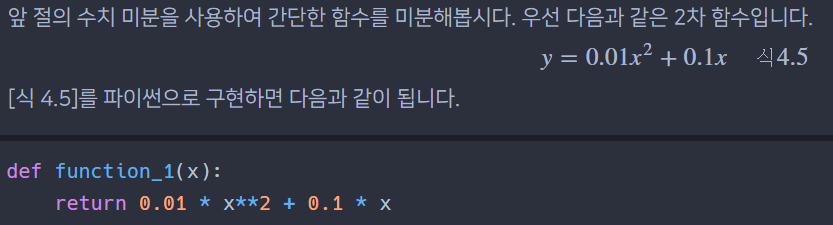 앞 절의 수치 미분을 사용하여 간단한 함수를 미분해봅시다. 우선 다음과 같은 2차 함수입니다.
y = 0.01x² + 0.1x 식4.5
[식 4.5]를 파이썬으로 구현하면 다음과 같이 됩니다.
def function_1(x):
    return 0.01 * x**2 + 0.1 * x